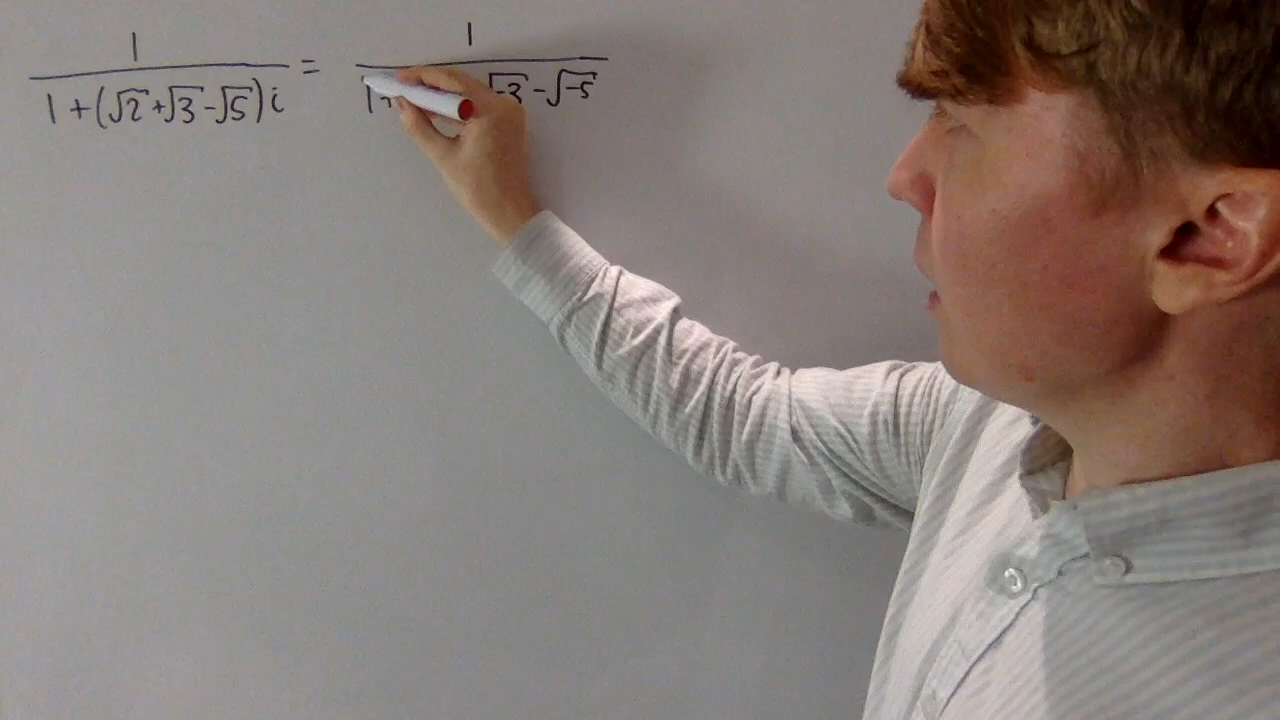 1/(1+(√2+√3-√5)i) = 1/(1+ √-3-√-5)